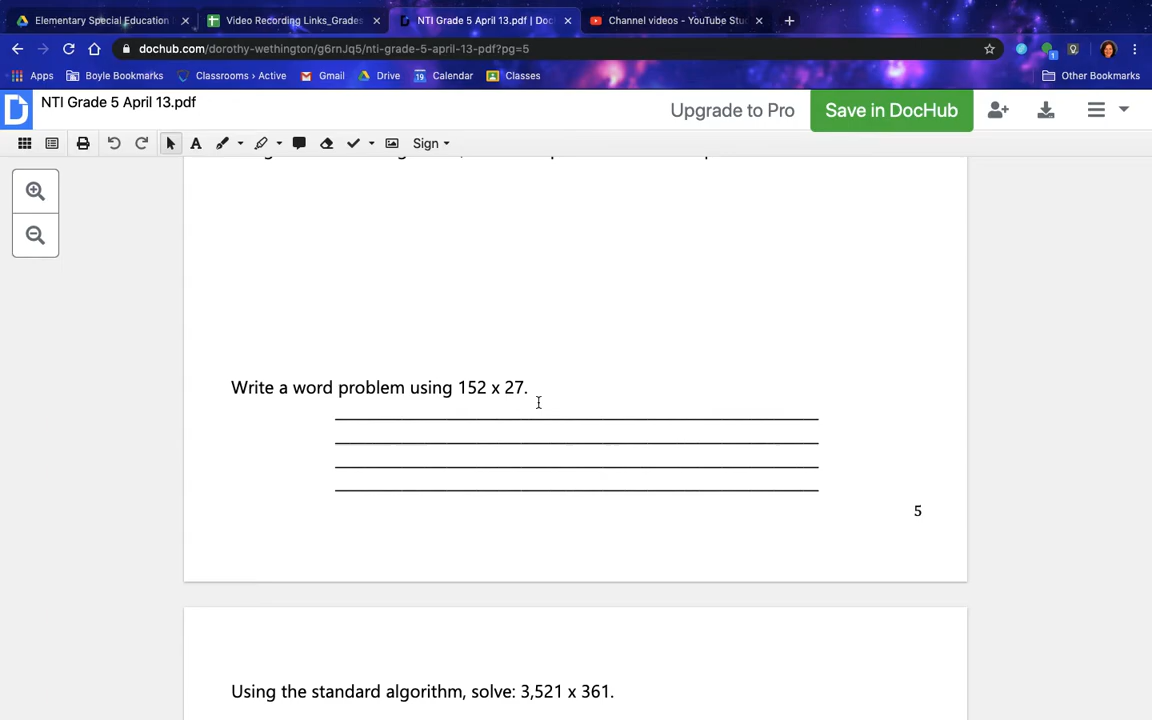 Elementary Special Education
Video Recording Links_Grades
NTI Grade 5 April 13.pdf | Doc
Channel videos - YouTube Stu
dochub.com/dorothy-wethington/g6rnJq5/nti-grade-5-april-13-pdf?pg=5
Apps
Boyle Bookmarks
Classrooms > Active
Gmail
Drive
19
Calendar
Classes
Other Bookmarks
NTI Grade 5 April 13.pdf
Upgrade to Pro
Save in DocHub
A
Sign
Write a word problem using 152 x 27.
5
Using the standard algorithm, solve: 3,521 x 361.